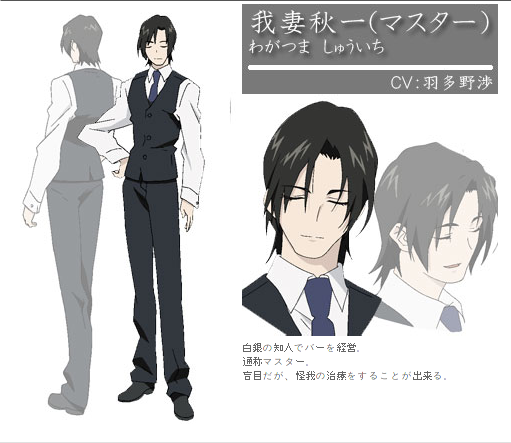 我妻秋一(マスター)
わがつま しゅういち
CV:羽多野渉
白銀の知人でバーを経営。
通称マスター。
盲目だが、怪我の治療をすることが出来る。